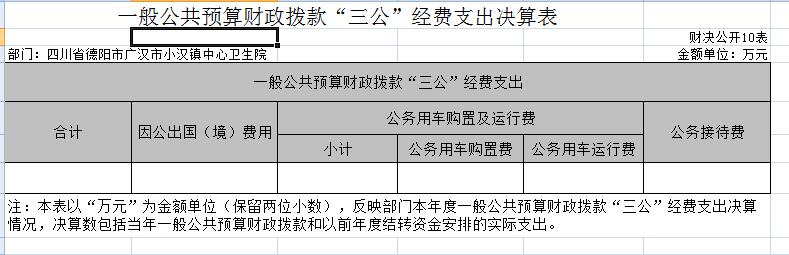 一般公共预算财政拨款“三公”经费支出决算表
财决公开10表
部门：四川省德阳市广汉市小汉镇中心卫生院 金额单位：万元
一般公共预算财政拨款“三公”经费支出
合计 因公出国（境）费用 公务用车购置及运行费 公务接待费
小计 公务用车购置费 公务用车运行费
注：本表以“万元”为金额单位（保留两位小数），反映部门本年度一般公共预算财政拨款“三公”经费支出决算
情况，决算数包括当年一般公共预算财政拨款和以前年度结转资金安排的实际支出。